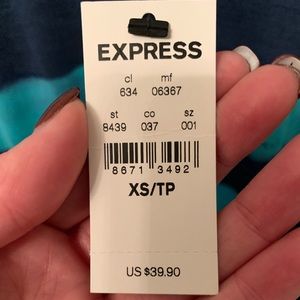 EXPRESS
cl mf
634 06367
st co sz
8439 037 001
8671 3492
XS/TP
US $39.90